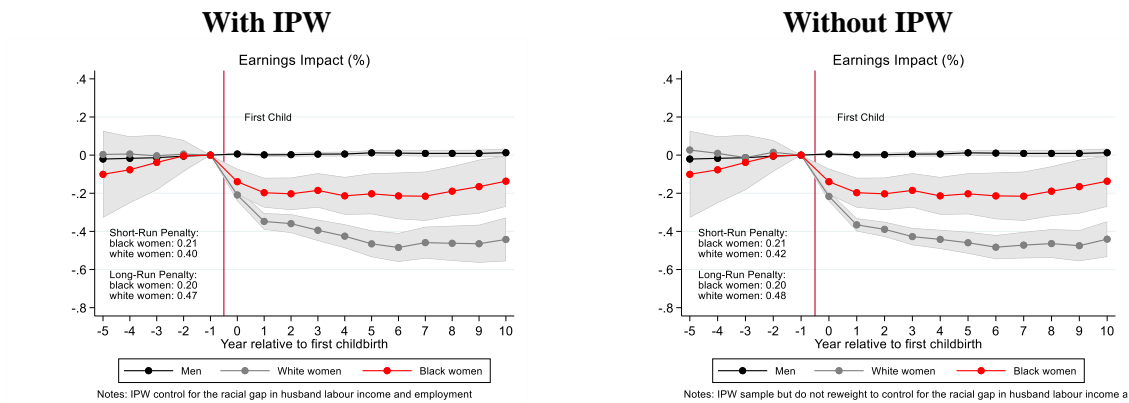 With IPW
Earnings Impact (%)
.4
.2
0
-.2
-.4
-.6
-.8
First Child
Short-Run Penalty:
black women: 0.21
white women: 0.40
Long-Run Penalty:
black women: 0.20
white women: 0.47
-5 -4 -3 -2 -1 0 1 2 3 4 5 6 7 8 9 10
Year relative to first childbirth
Men White women Black women
Notes: IPW control for the racial gap in husband labour income and employment
Without IPW
Earnings Impact (%)
.4
.2
0
-.2
-.4
-.6
-.8
First Child
Short-Run Penalty:
black women: 0.21
white women: 0.42
Long-Run Penalty:
black women: 0.20
white women: 0.48
-5 -4 -3 -2 -1 0 1 2 3 4 5 6 7 8 9 10
Year relative to first childbirth
Men White women Black women
Notes: IPW sample but do not reweight to control for the racial gap in husband labour income a